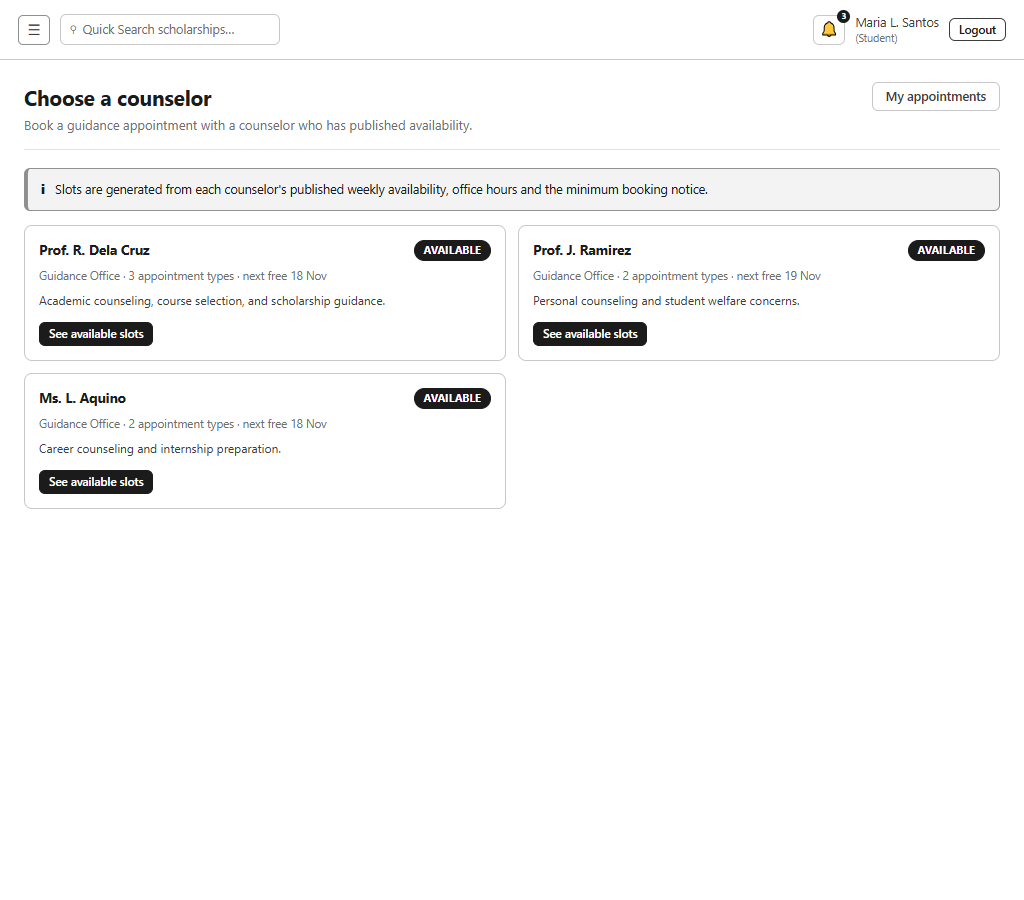 Quick Search scholarships...
3
Maria L. Santos
(Student)
Logout
Choose a counselor
My appointments
Book a guidance appointment with a counselor who has published availability.
i Slots are generated from each counselor's published weekly availability, office hours and the minimum booking notice.
Prof. R. Dela Cruz
AVAILABLE
Guidance Office · 3 appointment types · next free 18 Nov
Academic counseling, course selection, and scholarship guidance.
See available slots
Prof. J. Ramirez
AVAILABLE
Guidance Office · 2 appointment types · next free 19 Nov
Personal counseling and student welfare concerns.
See available slots
Ms. L. Aquino
AVAILABLE
Guidance Office · 2 appointment types · next free 18 Nov
Career counseling and internship preparation.
See available slots